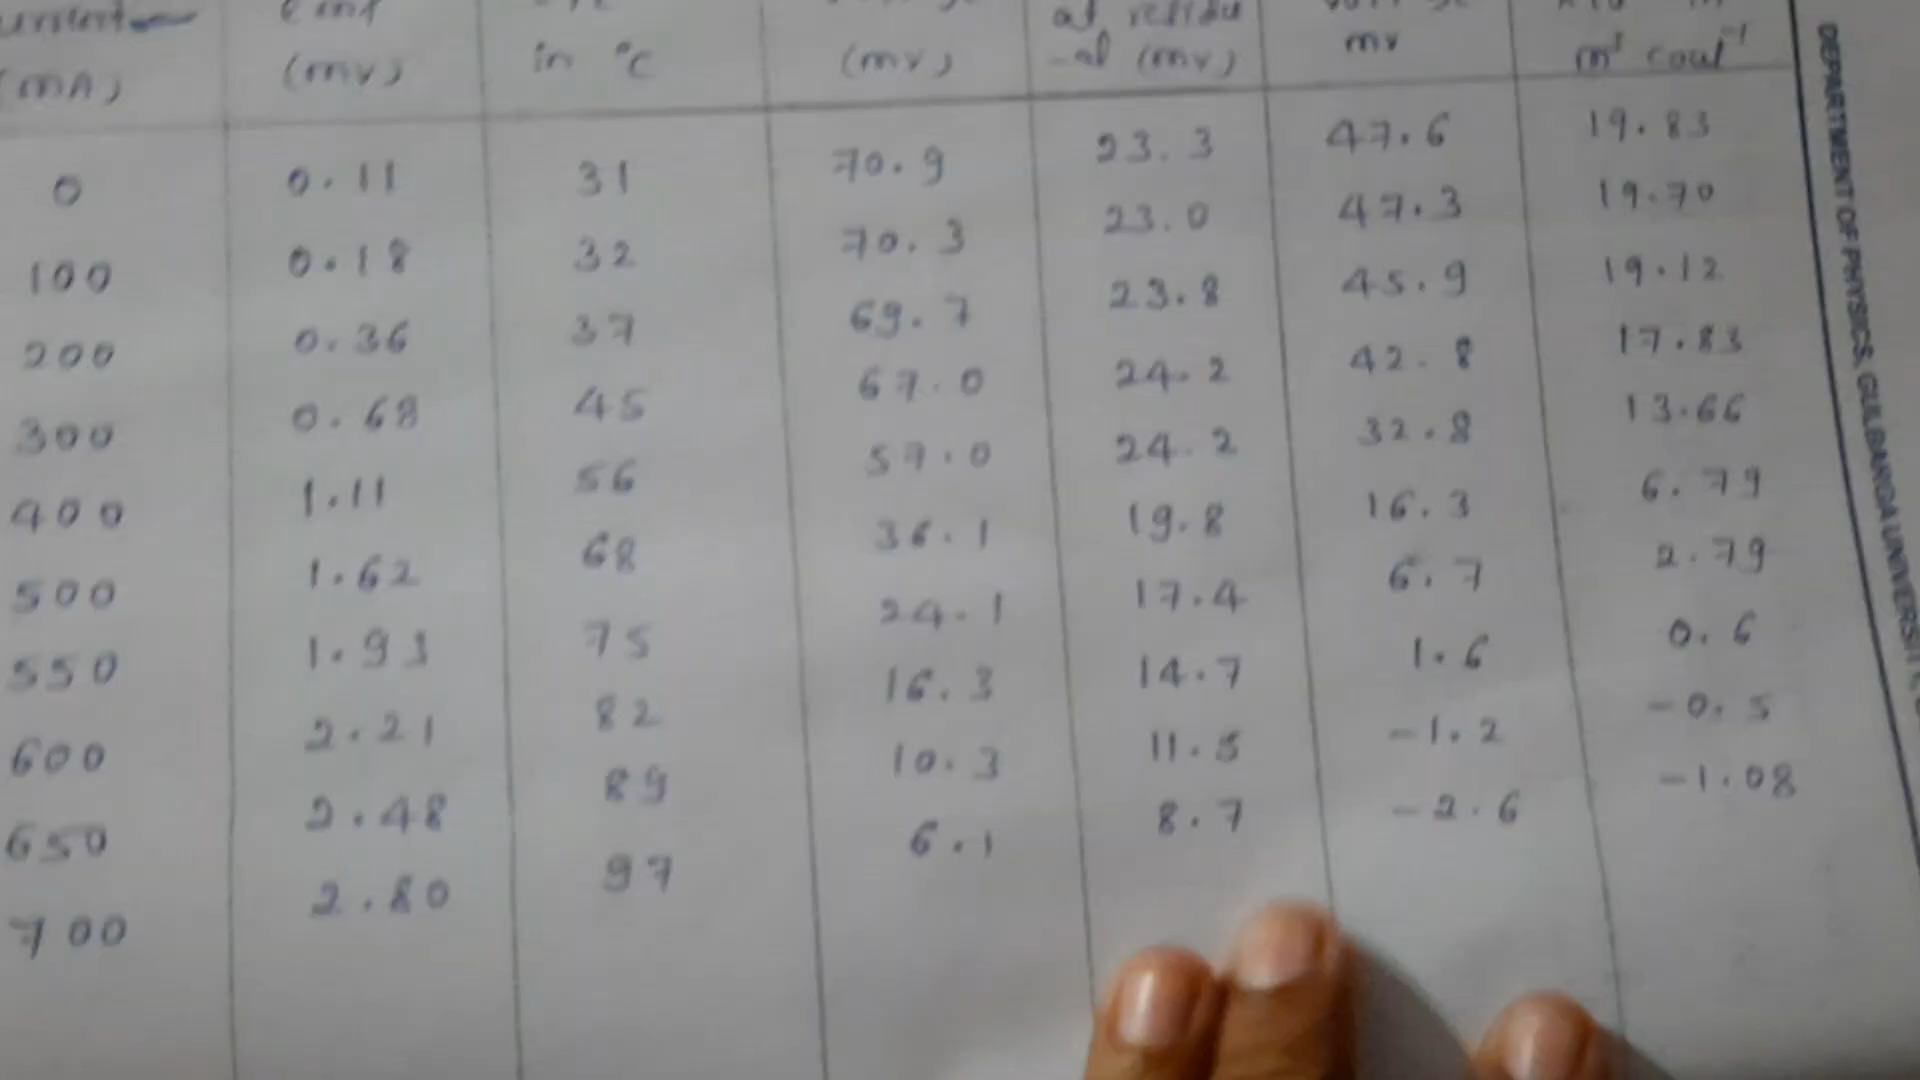 (mA) (mv) in °C (mv) -al (mv) mv m³ coul⁻¹
0 0.11 31 70.9 23.3 47.6 19.83
100 0.18 32 70.3 23.0 47.3 19.70
200 0.36 37 69.7 23.8 45.9 19.12
300 0.68 45 67.0 24.2 42.8 17.83
400 1.11 56 57.0 24.2 32.8 13.66
500 1.62 68 36.1 19.8 16.3 6.79
550 1.93 75 24.1 17.4 6.7 2.79
600 2.21 82 16.3 14.7 1.6 0.6
650 2.48 89 10.3 11.5 -1.2 -0.5
700 2.80 97 6.1 8.7 -2.6 -1.08
DEPARTMENT OF PHYSICS, GULBARGA